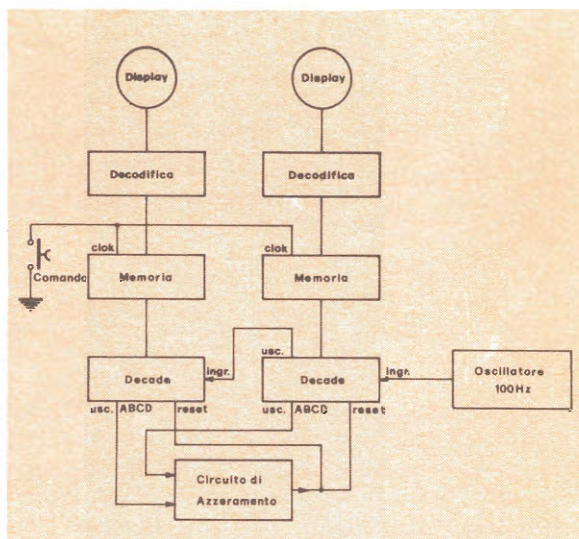 Display
Display
Decodifica
Decodifica
clok
clok
Comando
Memoria
Memoria
usc.
Decade
ingr.
Decade
ingr.
Oscillatore
100Hz
usc. ABCD reset
usc. ABCD reset
Circuito di
Azzeramento